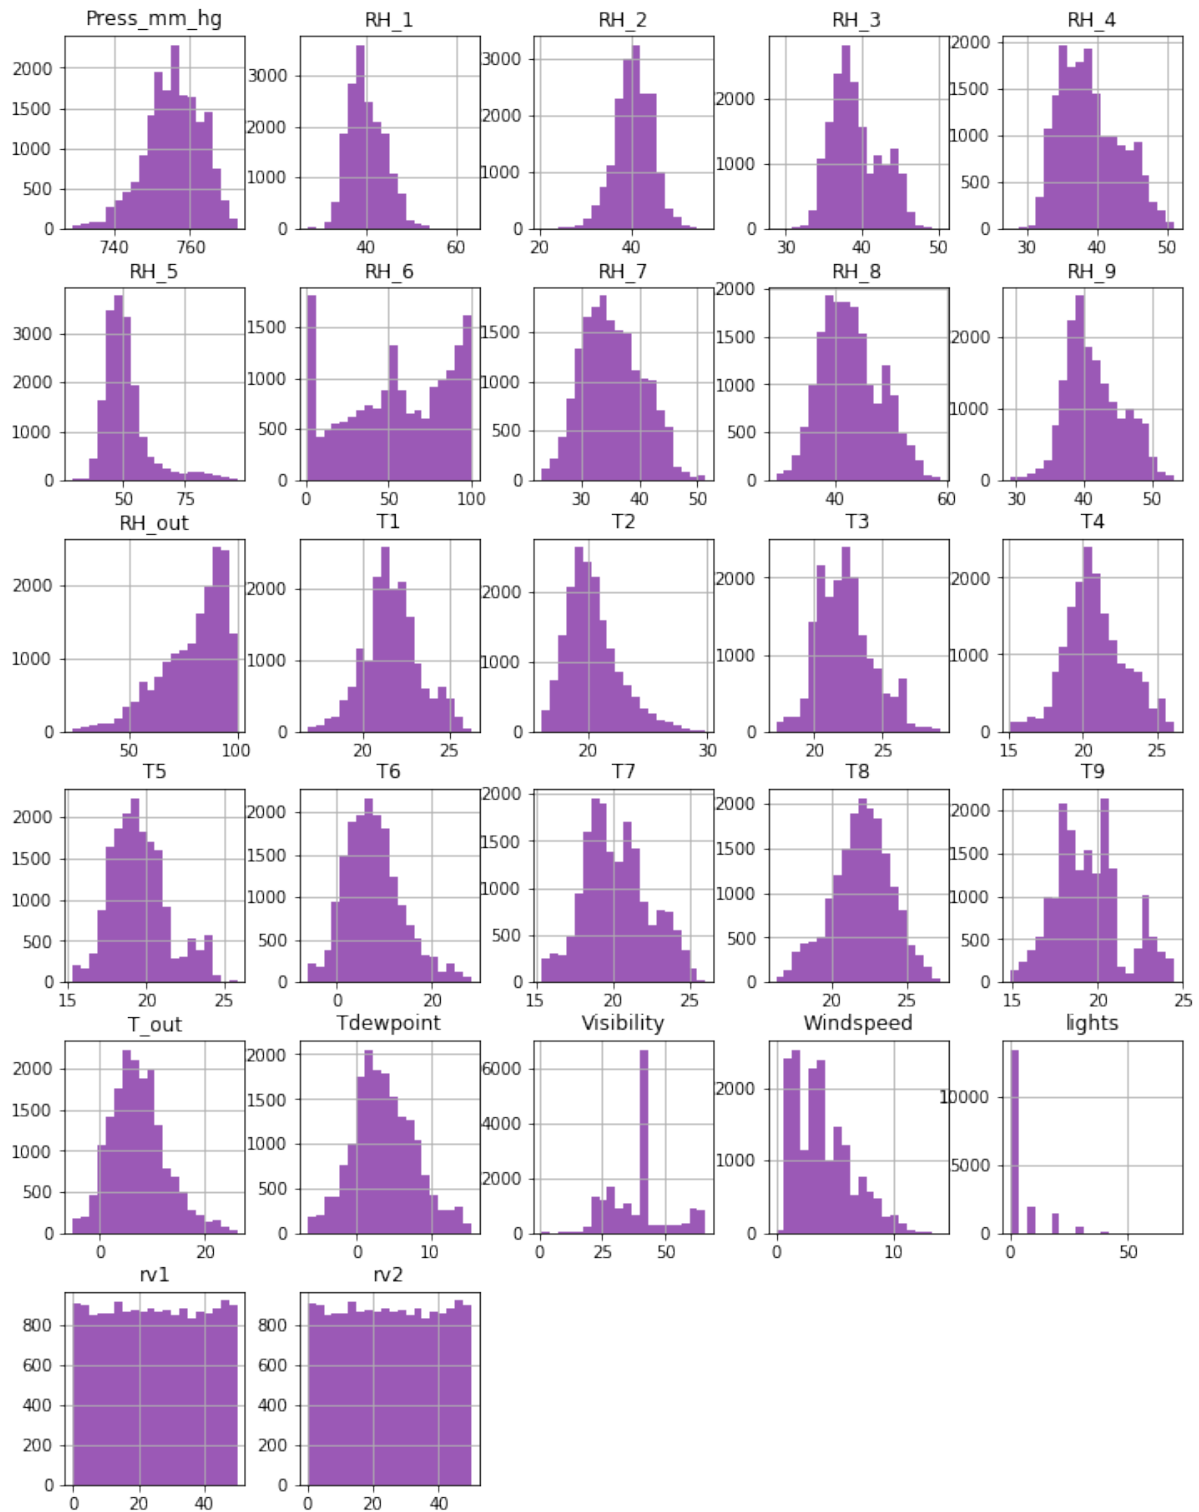 Press_mm_hg RH_1 RH_2 RH_3 RH_4
2000 3000 3000 2000 2000
1500 2000 2000 1000 1500
1000 1000 1000 0 1000
500 0 0 500
0 0
740 760 40 60 20 40 30 40 50 30 40 50
RH_5 RH_6 RH_7 RH_8 RH_9
3000 1500 1500 2000 2000
2000 1000 1000 1500 1000
1000 500 500 1000 0
0 0 0 500
0
50 75 0 50 100 30 40 50 40 60 30 40 50
RH_out T1 T2 T3 T4
2000 2000 2000 2000 2000
1000 1000 1000 1000 1000
0 0 0 0 0
50 100 20 25 20 30 20 25 15 20 25
T5 T6 T7 T8 T9
2000 2000 2000 2000 2000
1500 1500 1500 1500 1500
1000 1000 1000 1000 1000
500 500 500 500 500
0 0 0 0 0
15 20 25 0 20 15 20 25 20 25 15 20 25
T_out Tdewpoint Visibility Windspeed lights
2000 2000 6000 2000 10000
1500 1500 4000 1000 5000
1000 1000 2000 0 0
500 500 0
0 0
0 20 0 10 0 25 50 0 10 0 50
rv1 rv2
800 800
600 600
400 400
200 200
0 0
0 20 40 0 20 40